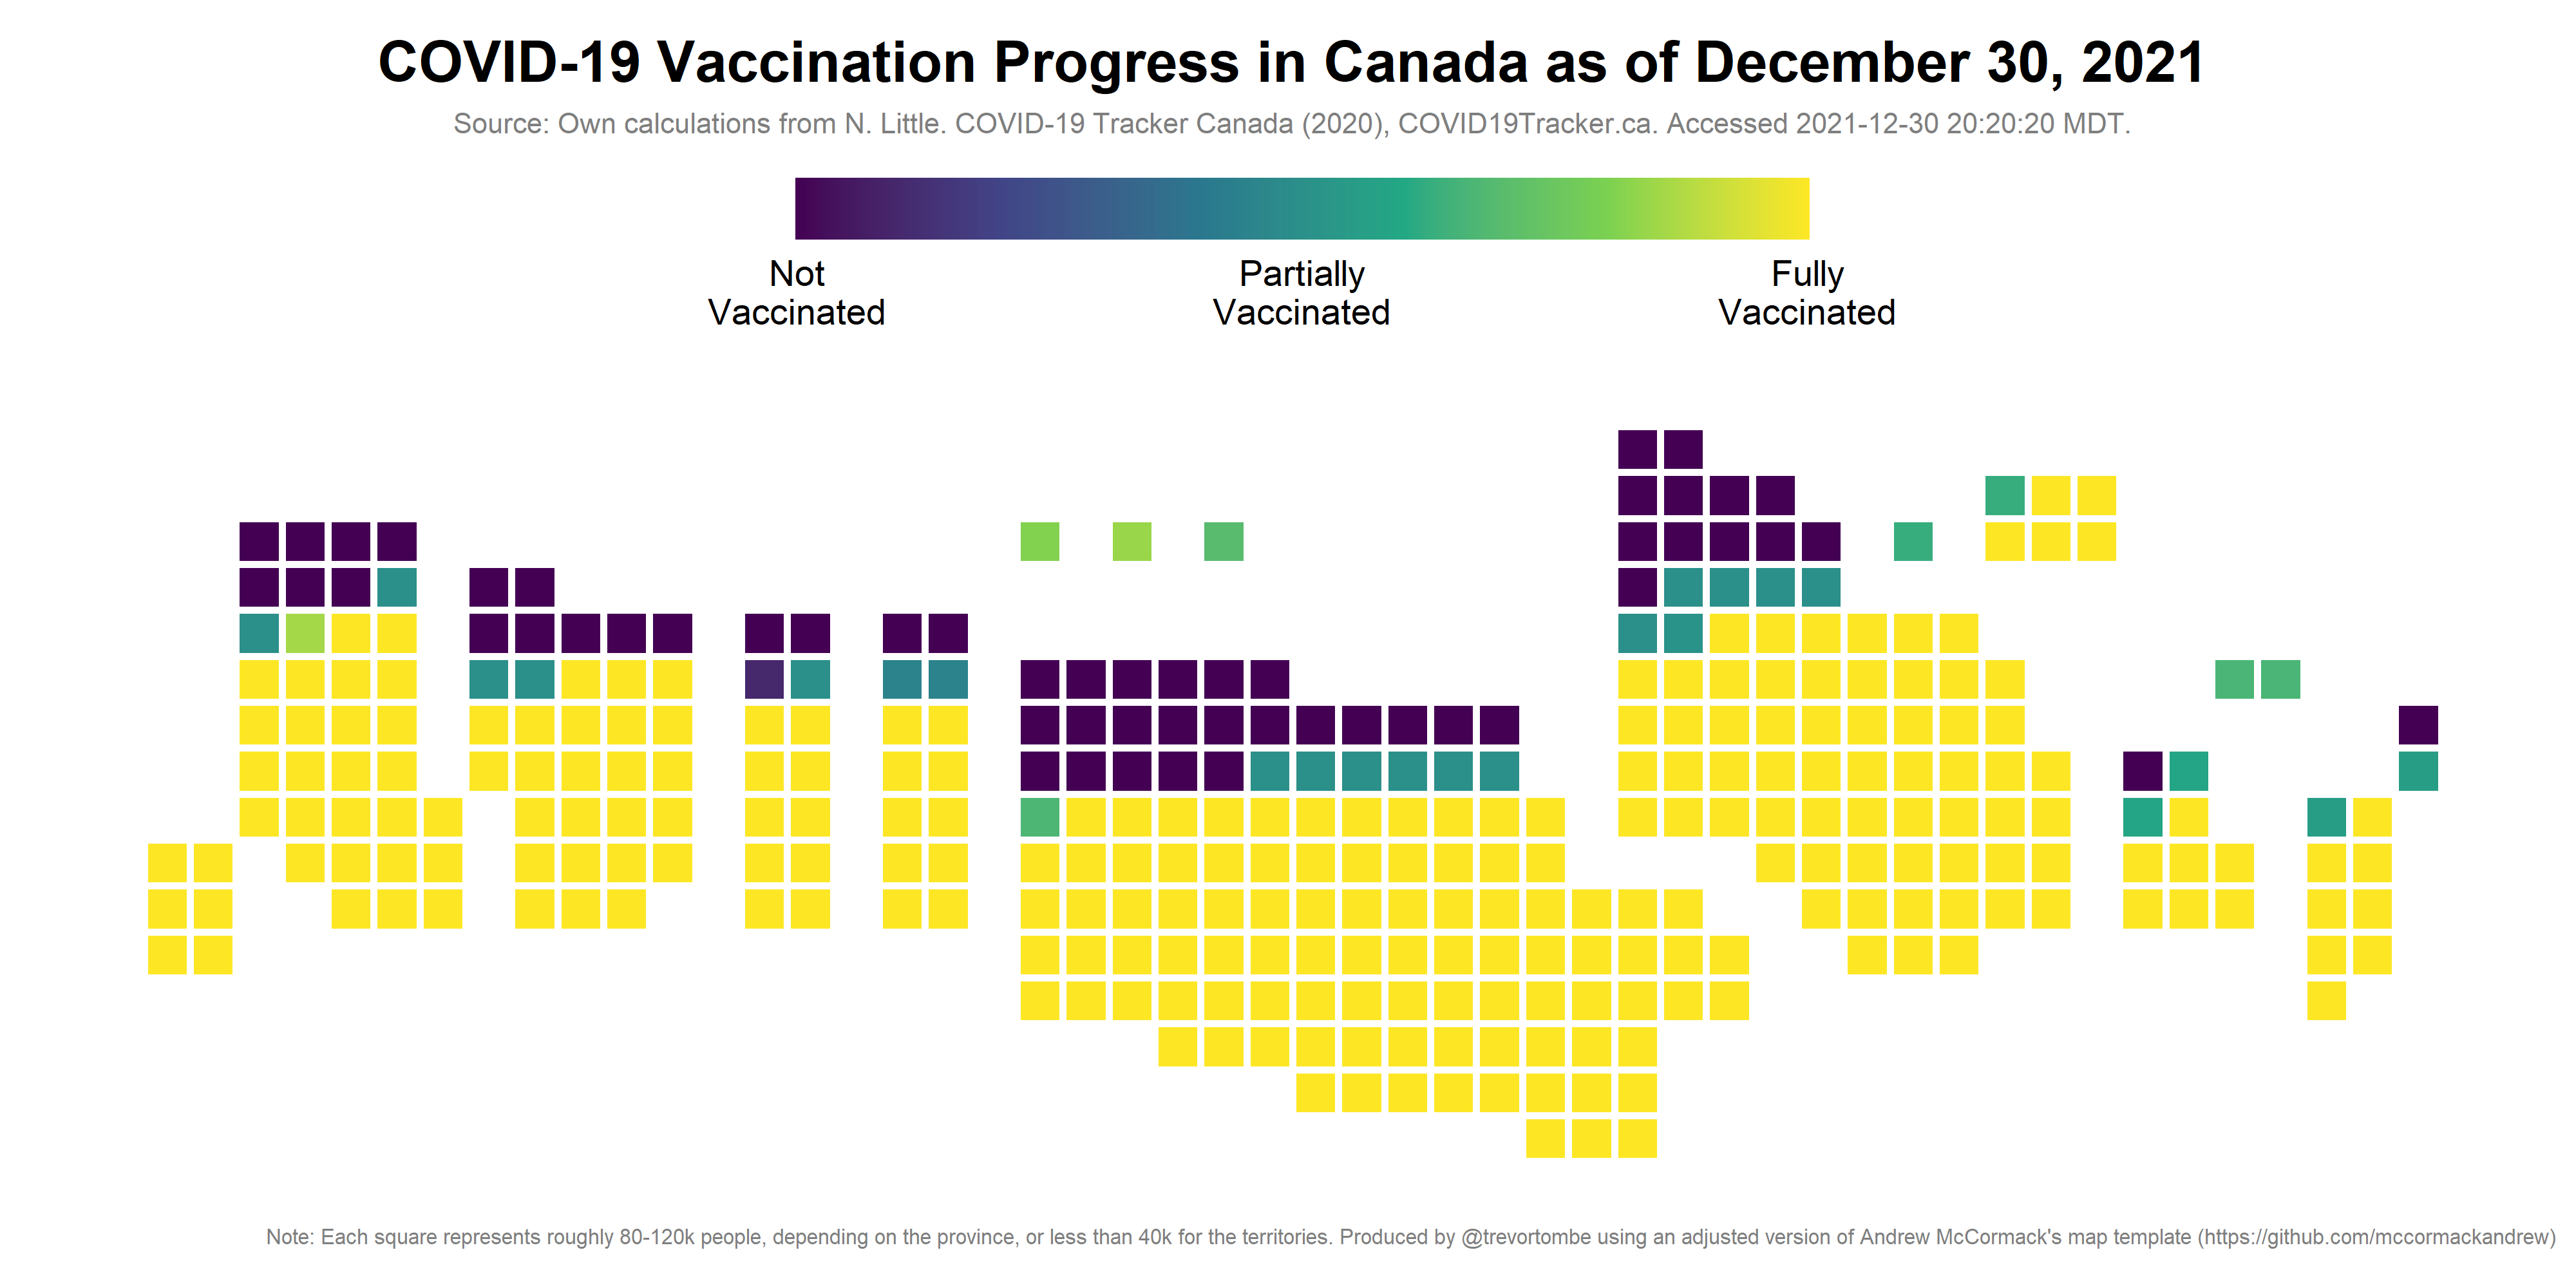 COVID-19 Vaccination Progress in Canada as of December 30, 2021
Source: Own calculations from N. Little. COVID-19 Tracker Canada (2020), COVID19Tracker.ca. Accessed 2021-12-30 20:20:20 MDT.
Not Partially Fully
Vaccinated Vaccinated Vaccinated
Note: Each square represents roughly 80-120k people, depending on the province, or less than 40k for the territories. Produced by @trevortombe using an adjusted version of Andrew McCormack's map template (https://github.com/mccormackandrew)